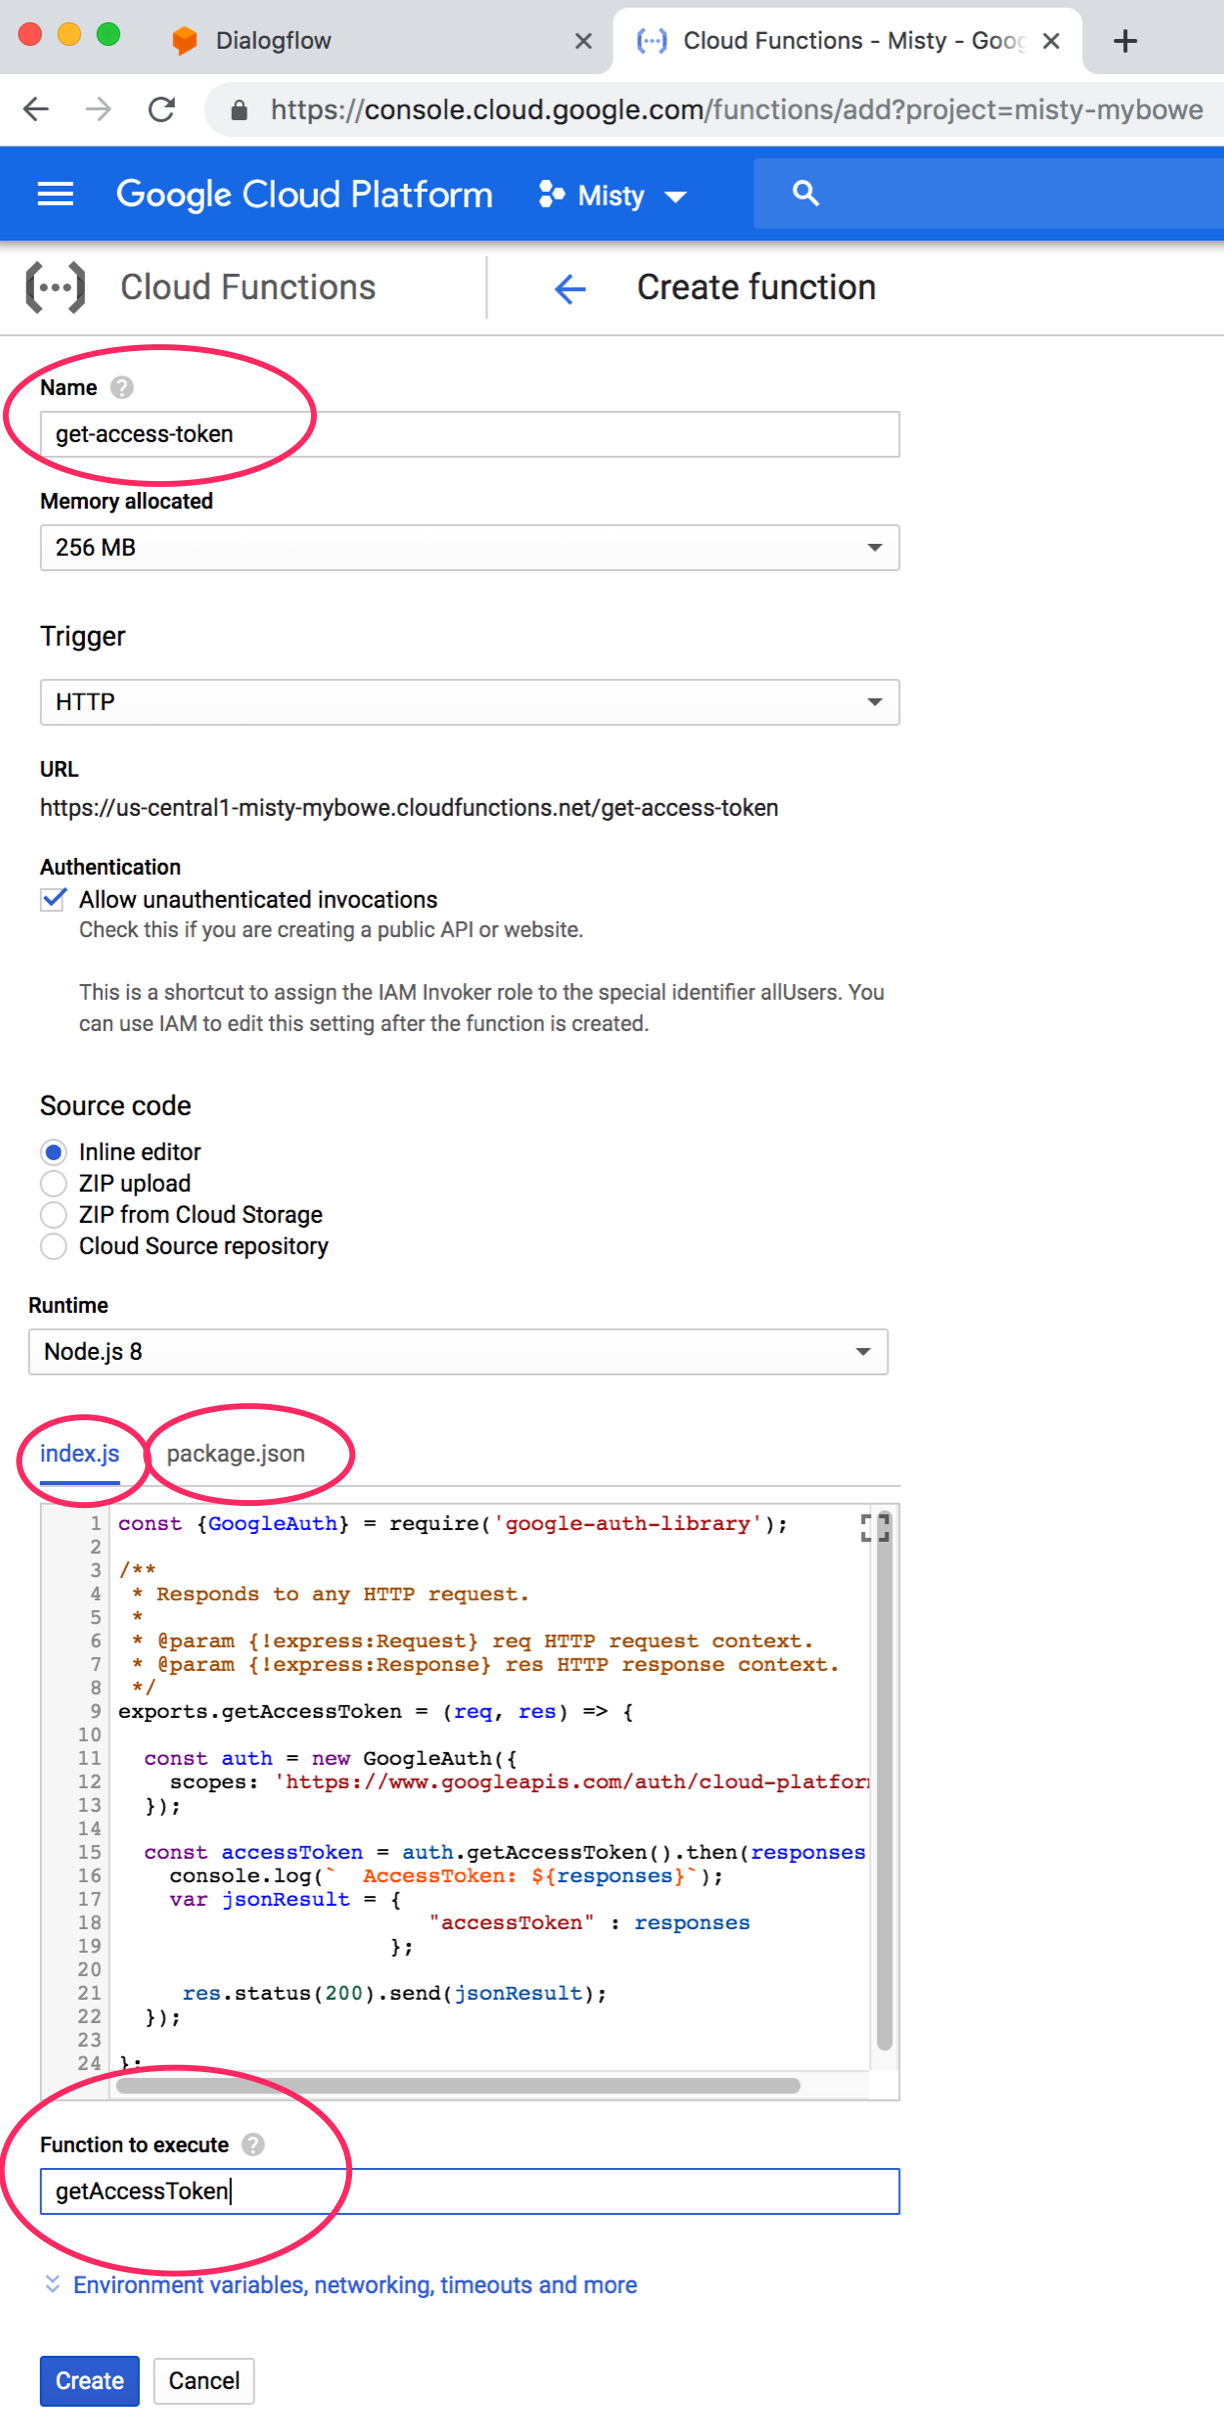 Dialogflow
Cloud Functions - Misty - Goog
https://console.cloud.google.com/functions/add?project=misty-mybowe
Google Cloud Platform Misty
Cloud Functions Create function
Name
get-access-token
Memory allocated
256 MB
Trigger
HTTP
URL
https://us-central1-misty-mybowe.cloudfunctions.net/get-access-token
Authentication
Allow unauthenticated invocations
Check this if you are creating a public API or website.
This is a shortcut to assign the IAM Invoker role to the special identifier allUsers. You
can use IAM to edit this setting after the function is created.
Source code
Inline editor
ZIP upload
ZIP from Cloud Storage
Cloud Source repository
Runtime
Node.js 8
index.js package.json
1 const {GoogleAuth} = require('google-auth-library');
2
3 /**
4 * Responds to any HTTP request.
5 *
6 * @param {!express:Request} req HTTP request context.
7 * @param {!express:Response} res HTTP response context.
8 */
9 exports.getAccessToken = (req, res) => {
10
11 const auth = new GoogleAuth({
12 scopes: 'https://www.googleapis.com/auth/cloud-platfor
13 });
14
15 const accessToken = auth.getAccessToken().then(responses
16 console.log(`  AccessToken: ${responses}`);
17 var jsonResult = {
18 "accessToken" : responses
19 };
20
21 res.status(200).send(jsonResult);
22 });
23
24 };
Function to execute
getAccessToken
Environment variables, networking, timeouts and more
Create Cancel